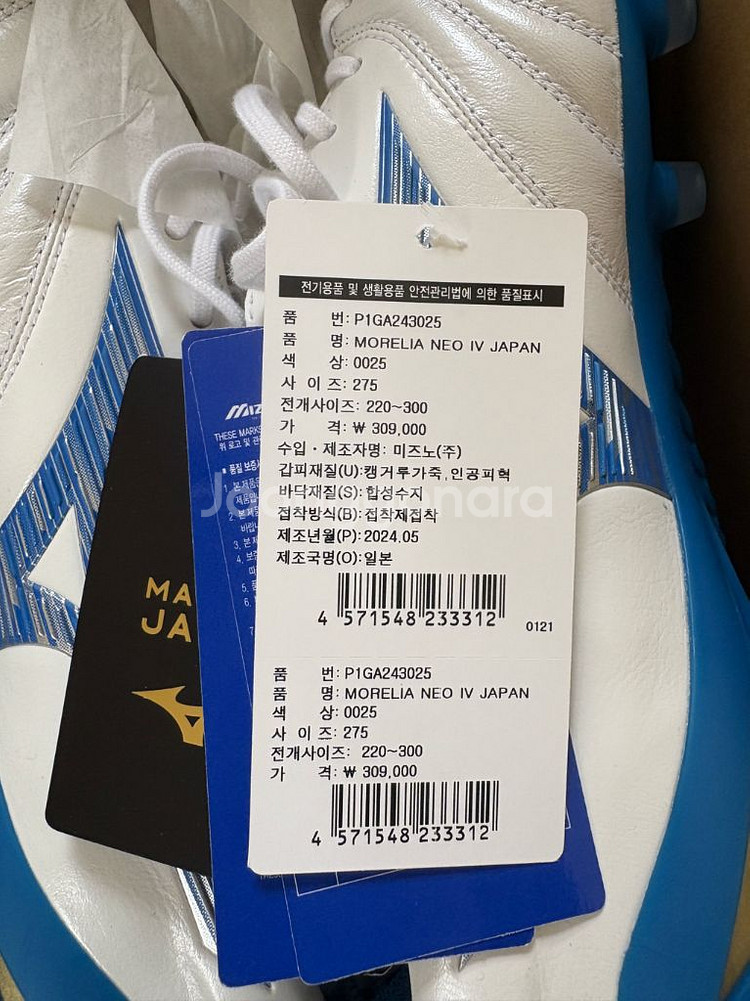 전기용품 및 생활용품 안전관리법에 의한 품질표시
품 번: P1GA243025
품 명: MORELIA NEO IV JAPAN
색 상: 0025
사 이 즈: 275
전개사이즈: 220~300
가 격: ₩ 309,000
수입 · 제조자명: 미즈노(주)
갑피재질(U):캥거루가죽,인공피혁
바닥재질(S):합성수지
접착방식(B):접착제접착
제조년월(P):2024.05
제조국명(O):일본
4 571548 233312
0121
품 번: P1GA243025
품 명: MORELIA NEO IV JAPAN
색 상: 0025
사 이 즈: 275
전개사이즈: 220~300
가 격: ₩ 309,000
4 571548 233312
THESE MARKS
MA
JA